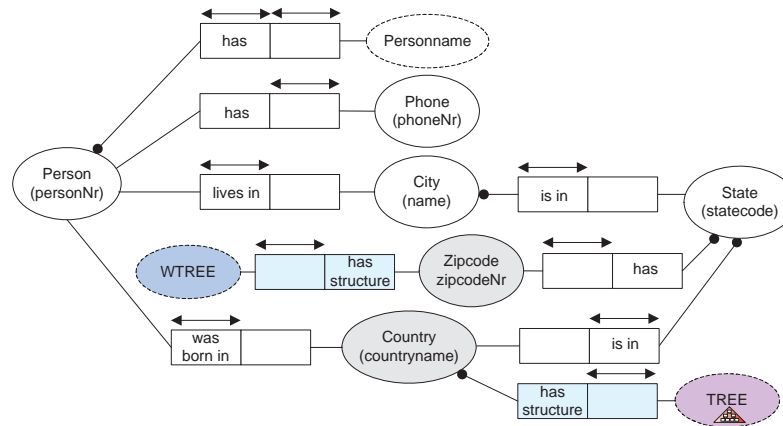 has
Personname
has
Phone
(phoneNr)
Person
(personNr)
lives in
City
(name)
is in
State
(statecode)
WTREE
has
structure
Zipcode
zipcodeNr
has
was
born in
Country
(countryname)
is in
has
structure
TREE